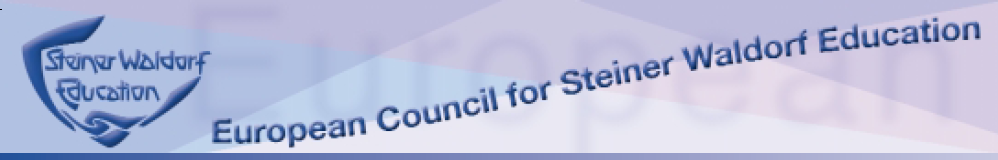 Steiner Waldorf
Education
European Council for Steiner Waldorf Education
European